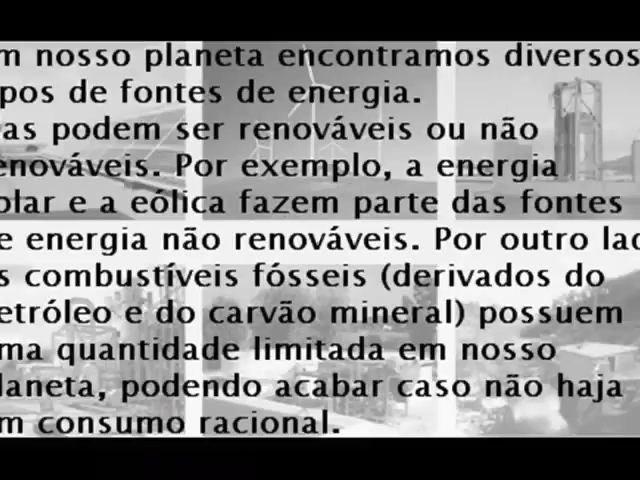 m nosso planeta encontramos diversos
pos de fontes de energia.
as podem ser renováveis ou não
enováveis. Por exemplo, a energia
olar e a eólica fazem parte das fontes
e energia não renováveis. Por outro lad
s combustíveis fósseis (derivados do
etróleo e do carvão mineral) possuem
ma quantidade limitada em nosso
laneta, podendo acabar caso não haja
m consumo racional.